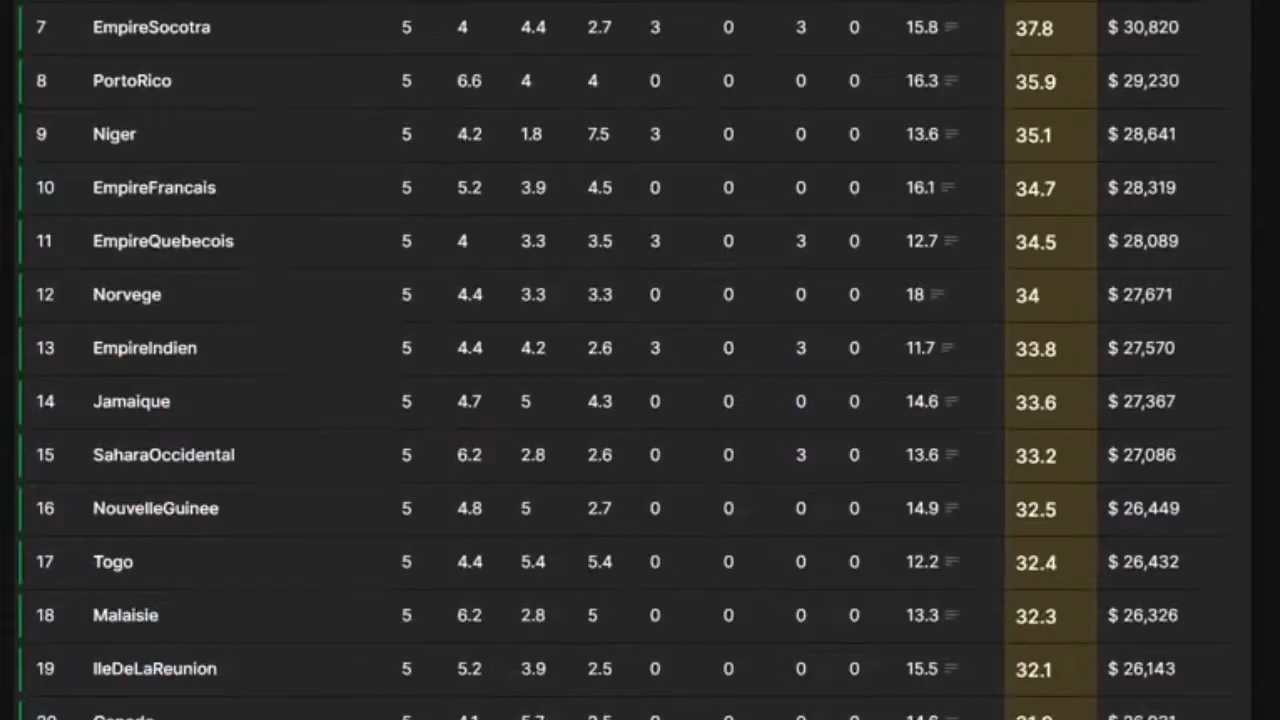 7 EmpireSocotra 5 4 4.4 2.7 3 0 3 0 15.8 37.8 $ 30,820
8 PortoRico 5 6.6 4 4 0 0 0 0 16.3 35.9 $ 29,230
9 Niger 5 4.2 1.8 7.5 3 0 0 0 13.6 35.1 $ 28,641
10 EmpireFrancais 5 5.2 3.9 4.5 0 0 0 0 16.1 34.7 $ 28,319
11 EmpireQuebecois 5 4 3.3 3.5 3 0 3 0 12.7 34.5 $ 28,089
12 Norvege 5 4.4 3.3 3.3 0 0 0 0 18 34 $ 27,671
13 EmpireIndien 5 4.4 4.2 2.6 3 0 3 0 11.7 33.8 $ 27,570
14 Jamaique 5 4.7 5 4.3 0 0 0 0 14.6 33.6 $ 27,367
15 SaharaOccidental 5 6.2 2.8 2.6 0 0 3 0 13.6 33.2 $ 27,086
16 NouvelleGuinee 5 4.8 5 2.7 0 0 0 0 14.9 32.5 $ 26,449
17 Togo 5 4.4 5.4 5.4 0 0 0 0 12.2 32.4 $ 26,432
18 Malaisie 5 6.2 2.8 5 0 0 0 0 13.3 32.3 $ 26,326
19 IleDeLaReunion 5 5.2 3.9 2.5 0 0 0 0 15.5 32.1 $ 26,143